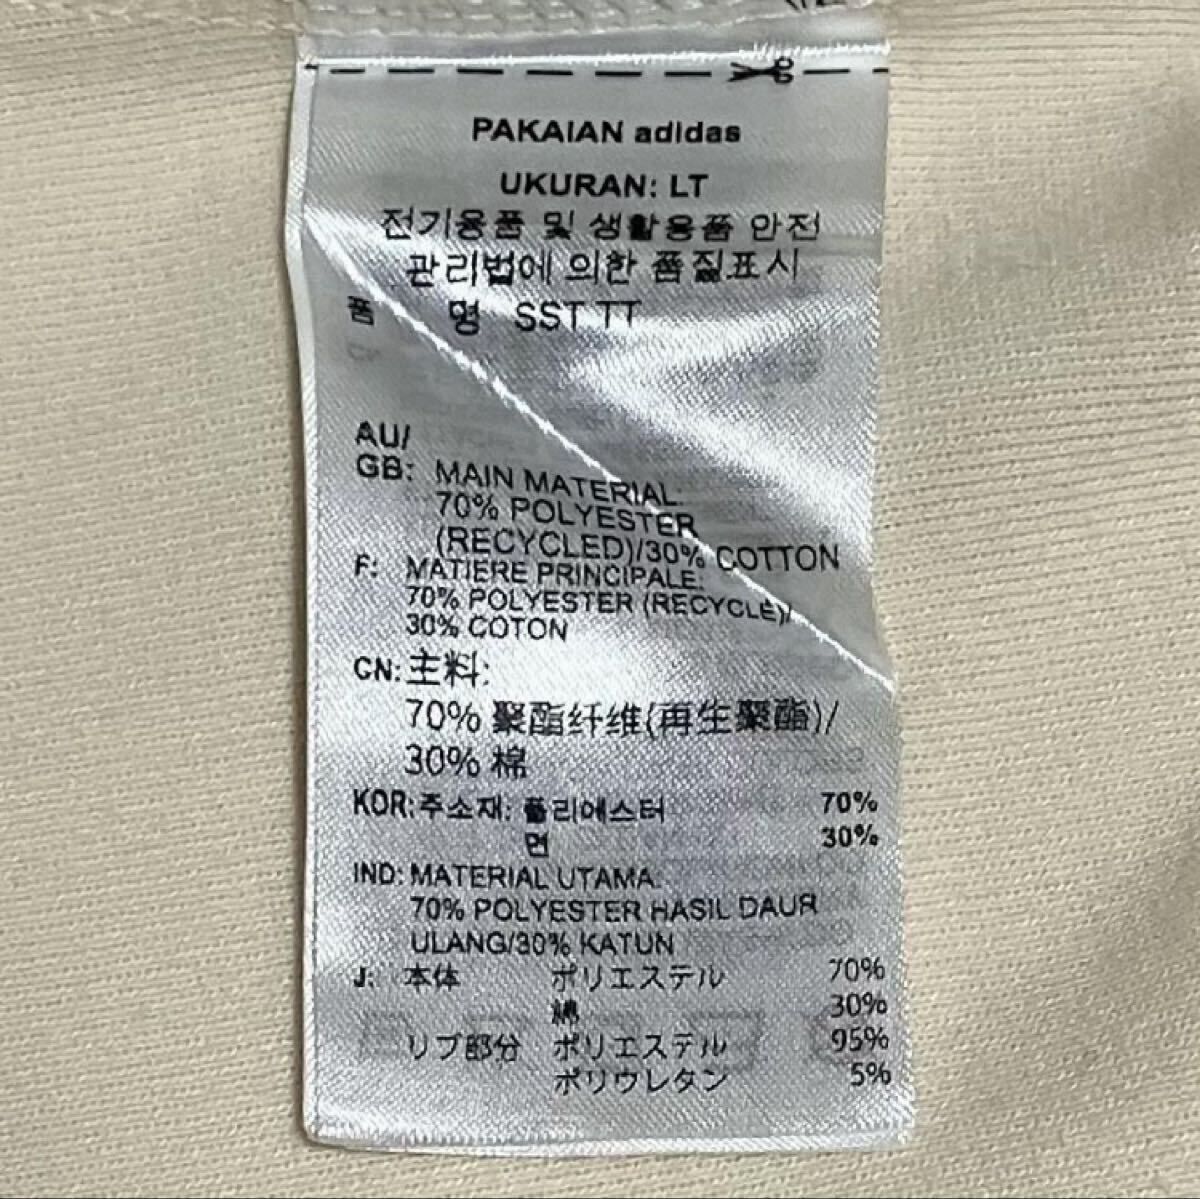 PAKAIAN adidas
UKURAN: LT
전기용품 및 생활용품 안전
관리법에 의한 품질표시
품 명 SST TT
AU/
GB: MAIN MATERIAL:
70% POLYESTER
(RECYCLED)/30% COTTON
F: MATIERE PRINCIPALE:
70% POLYESTER (RECYCLÉ)/
30% COTON
CN: 主料:
70% 聚酯纤维(再生聚酯)/
30% 棉
KOR: 주소재: 폴리에스터 70%
면 30%
IND: MATERIAL UTAMA:
70% POLYESTER HASIL DAUR
ULANG/30% KATUN
J: 本体 ポリエステル 70%
綿 30%
リブ部分 ポリエステル 95%
ポリウレタン 5%